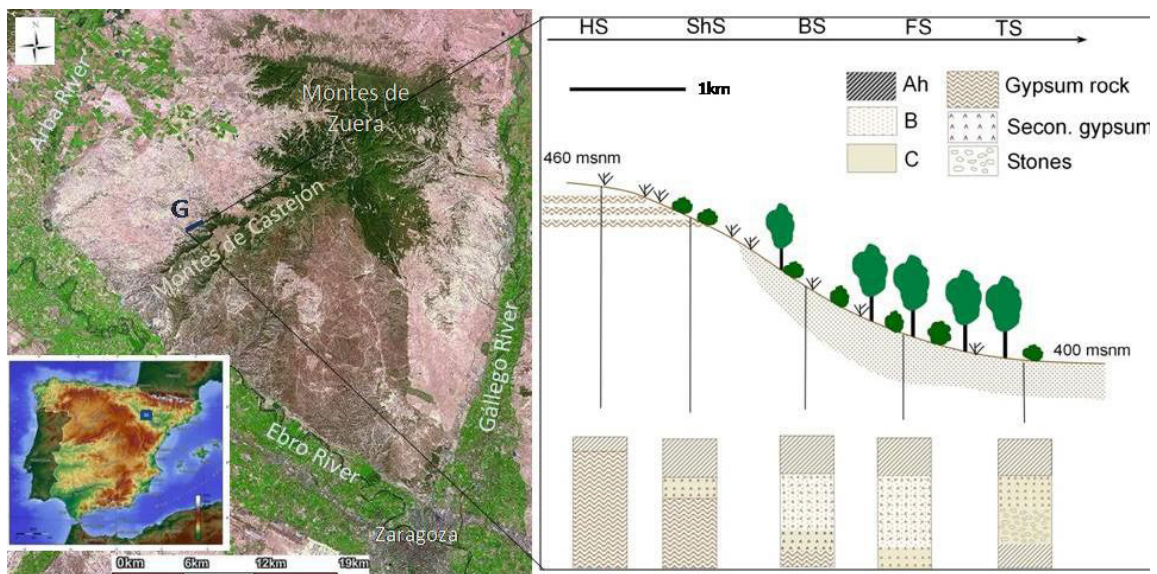 N
Arba River
Montes de
Zuera
G
Montes de Castejón
Gállego River
Ebro River
Zaragoza
0km 6km 12km 19km
HS ShS BS FS TS
1km
Ah
B
C
Gypsum rock
Secon. gypsum
Stones
460 msnm
400 msnm